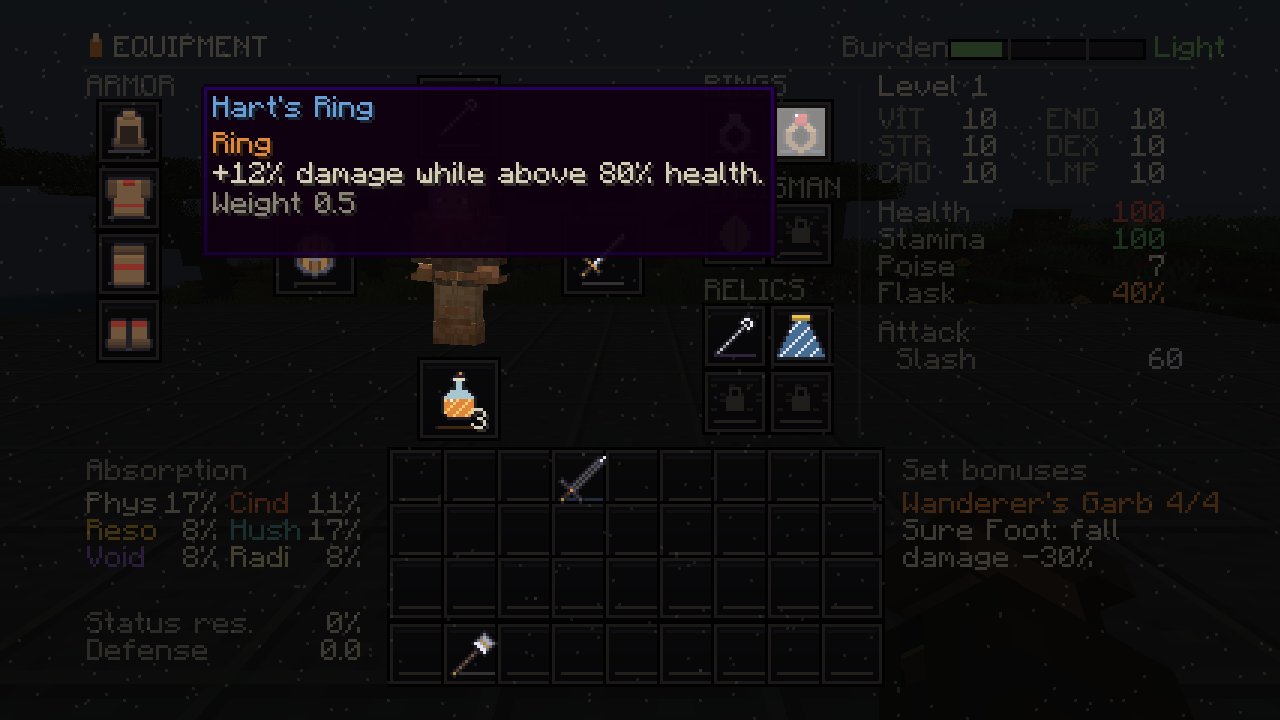 EQUIPMENT
Burden Light
ARMOR
RINGS
Hart's Ring
Ring
+12% damage while above 80% health.
Weight 0.5
RELICS
3
Level 1
VIT 10 END 10
STR 10 DEX 10
CAD 10 LMP 10
Health 100
Stamina 100
Poise 7
Flask 40%
Attack
Slash 60
Absorption
Phys 17% Cind 11%
Reso 8% Hush 17%
Void 8% Radi 8%
Status res. 0%
Defense 0.0
Set bonuses
Wanderer's Garb 4/4
Sure Foot: fall
damage -30%